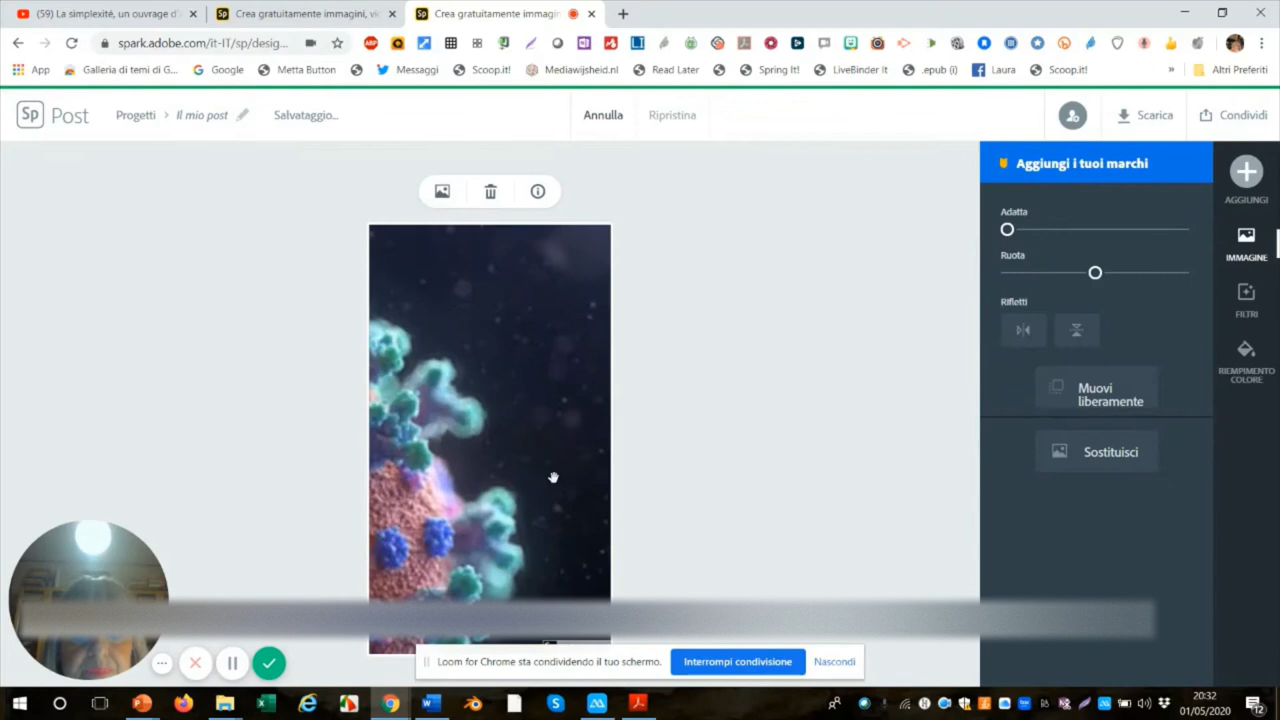 (59) La simplexité, un ouvrage d'
Crea gratuitamente immagini, vi
Crea gratuitamente immagin
spark.adobe.com/it-IT/sp/desig...
App
Galleria di temi di G...
Google
Metta Button
Messaggi
Scoop.it!
Mediawijsheid.nl
Read Later
Spring It!
LiveBinder It
.epub (i)
Laura
Scoop.it!
»
Altri Preferiti
Sp Post
Progetti > Il mio post
Salvataggio...
Annulla
Ripristina
Scarica
Condividi
Aggiungi i tuoi marchi
Adatta
Ruota
Rifletti
Muovi
liberamente
Sostituisci
AGGIUNGI
IMMAGINE
FILTRI
RIEMPIMENTO
COLORE
Loom for Chrome sta condividendo il tuo schermo.
Interrompi condivisione
Nascondi
20:32
01/05/2020
12